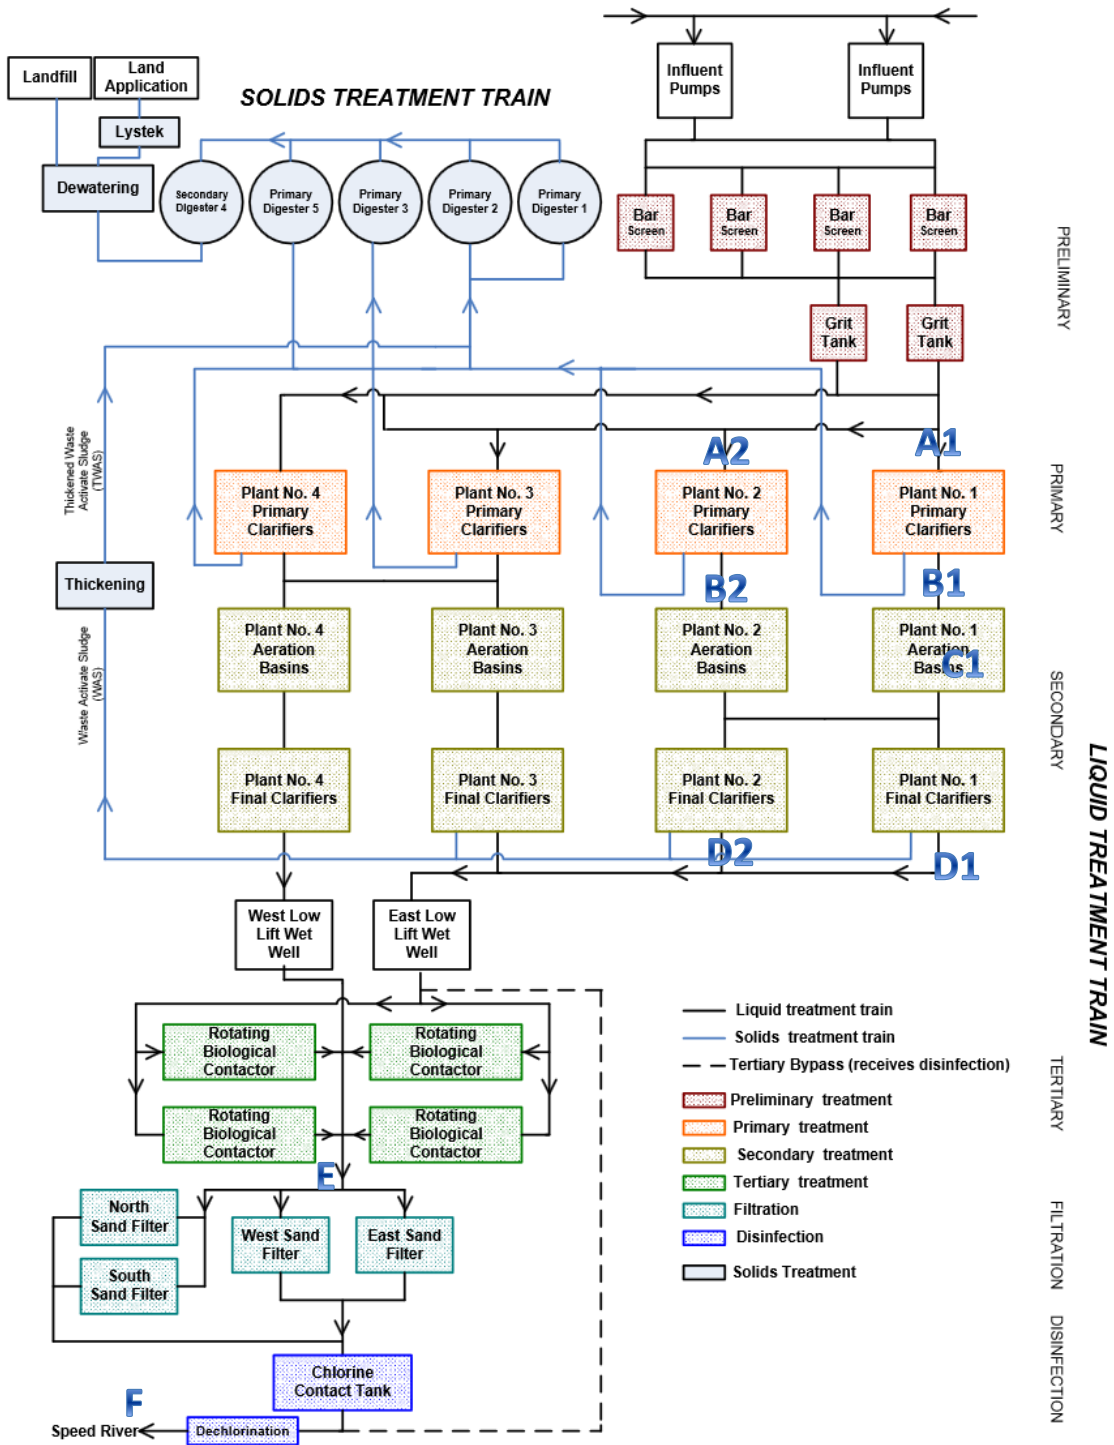 Influent
Pumps
Influent
Pumps
Landfill
Land
Application
SOLIDS TREATMENT TRAIN
Lystek
Dewatering
Secondary
Digester 4
Primary
Digester 5
Primary
Digester 3
Primary
Digester 2
Primary
Digester 1
Bar
Screen
Bar
Screen
Bar
Screen
Bar
Screen
PRELIMINARY
Grit
Tank
Grit
Tank
A2
A1
Thickened Waste
Activate Sludge
(TWAS)
Plant No. 4
Primary
Clarifiers
Plant No. 3
Primary
Clarifiers
Plant No. 2
Primary
Clarifiers
Plant No. 1
Primary
Clarifiers
PRIMARY
Thickening
B2
B1
Waste Activate Sludge
(WAS)
Plant No. 4
Aeration
Basins
Plant No. 3
Aeration
Basins
Plant No. 2
Aeration
Basins
Plant No. 1
Aeration
Basins
C1
SECONDARY
Plant No. 4
Final Clarifiers
Plant No. 3
Final Clarifiers
Plant No. 2
Final Clarifiers
Plant No. 1
Final Clarifiers
LIQUID TREATMENT TRAIN
D2
D1
West Low
Lift Wet
Well
East Low
Lift Wet
Well
Rotating
Biological
Contactor
Rotating
Biological
Contactor
Rotating
Biological
Contactor
Rotating
Biological
Contactor
Liquid treatment train
Solids treatment train
Tertiary Bypass (receives disinfection)
Preliminary treatment
Primary treatment
Secondary treatment
Tertiary treatment
Filtration
Disinfection
Solids Treatment
TERTIARY
E
North
Sand Filter
South
Sand Filter
West Sand
Filter
East Sand
Filter
FILTRATION
Chlorine
Contact Tank
DISINFECTION
F
Speed River
Dechlorination